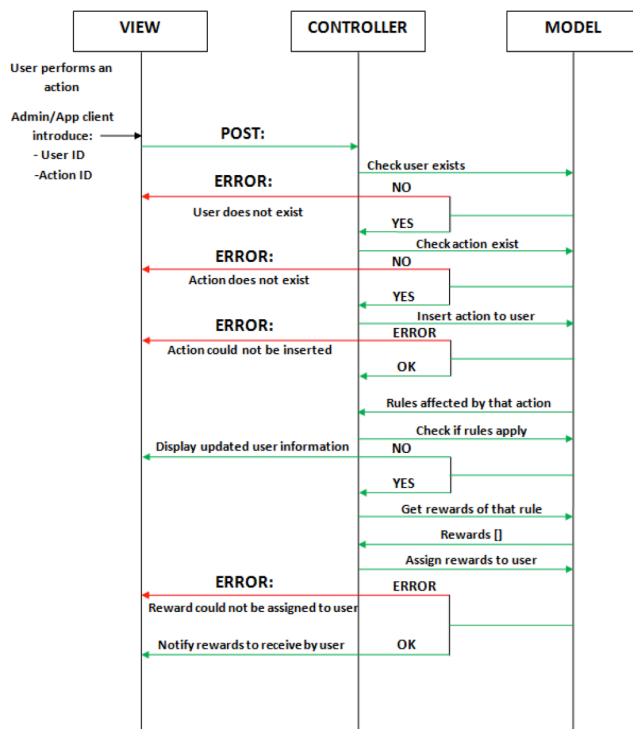 VIEW
CONTROLLER
MODEL
User performs an
action
Admin/App client
introduce:
- User ID
-Action ID
POST:
Check user exists
ERROR:
NO
User does not exist
YES
Check action exist
ERROR:
NO
Action does not exist
YES
Insert action to user
ERROR:
ERROR
Action could not be inserted
OK
Rules affected by that action
Check if rules apply
Display updated user information
NO
YES
Get rewards of that rule
Rewards []
Assign rewards to user
ERROR:
ERROR
Reward could not be assigned to user
Notify rewards to receive by user
OK